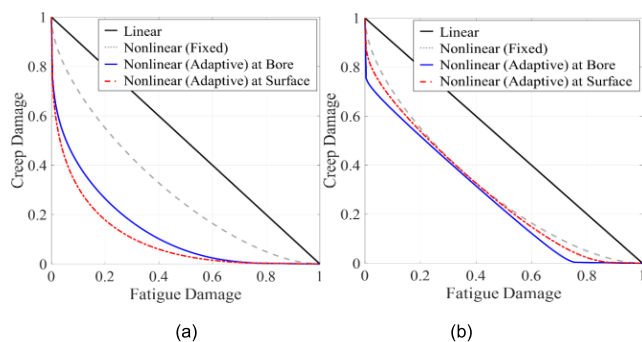 Linear
Nonlinear (Fixed)
Nonlinear (Adaptive) at Bore
Nonlinear (Adaptive) at Surface
Creep Damage
1
0.8
0.6
0.4
0.2
0
0 0.2 0.4 0.6 0.8 1
Fatigue Damage
(a)
Linear
Nonlinear (Fixed)
Nonlinear (Adaptive) at Bore
Nonlinear (Adaptive) at Surface
Creep Damage
1
0.8
0.6
0.4
0.2
0
0 0.2 0.4 0.6 0.8 1
Fatigue Damage
(b)